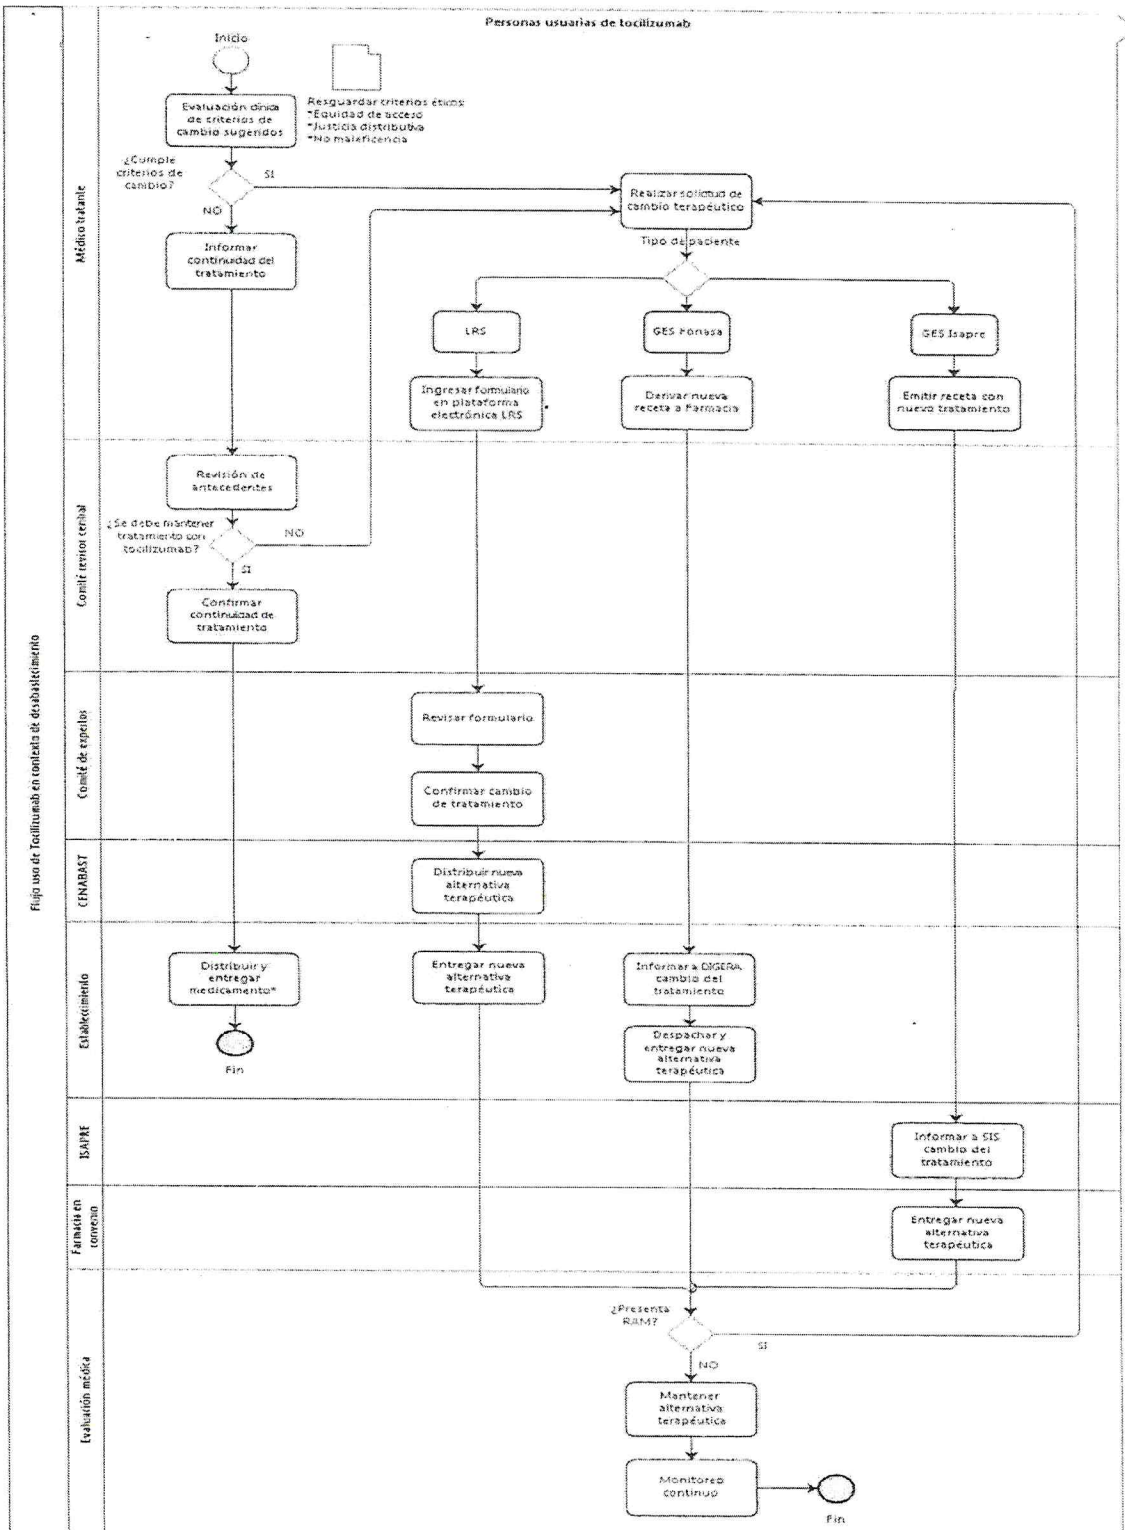 Personas usuarias de tocilizumab
Flujo uso de Tocilizumab en contexto de desabastecimiento
Médico tratante
Inicio
Evaluación clínica
de criterios de
cambio sugeridos
Resguardar criterios éticos:
*Equidad de acceso
*Justicia distributiva
*No maleficencia
¿Cumple
criterios de
cambio?
SI
NO
Informar
continuidad del
tratamiento
Realizar solicitud de
cambio terapéutico
Tipo de paciente
LRS
GES Fonasa
GES Isapre
Ingresar formulario
en plataforma
electrónica LRS
Derivar nueva
receta a Farmacia
Emitir receta con
nuevo tratamiento
Comité revisor central
Revisión de
antecedentes
¿Se debe mantener
tratamiento con
tocilizumab?
NO
SI
Confirmar
continuidad de
tratamiento
Comité de expertos
Revisar formulario
Confirmar cambio
de tratamiento
CENABAST
Distribuir nueva
alternativa
terapéutica
Establecimiento
Distribuir y
entregar
medicamento*
Fin
Entregar nueva
alternativa
terapéutica
Informar a DIGERA
cambio del
tratamiento
Despachar y
entregar nueva
alternativa
terapéutica
ISAPRE
Informar a SIS
cambio del
tratamiento
Farmacia en
convenio
Entregar nueva
alternativa
terapéutica
Evaluación médica
¿Presenta
RAM?
SI
NO
Mantener
alternativa
terapéutica
Monitoreo
continuo
Fin